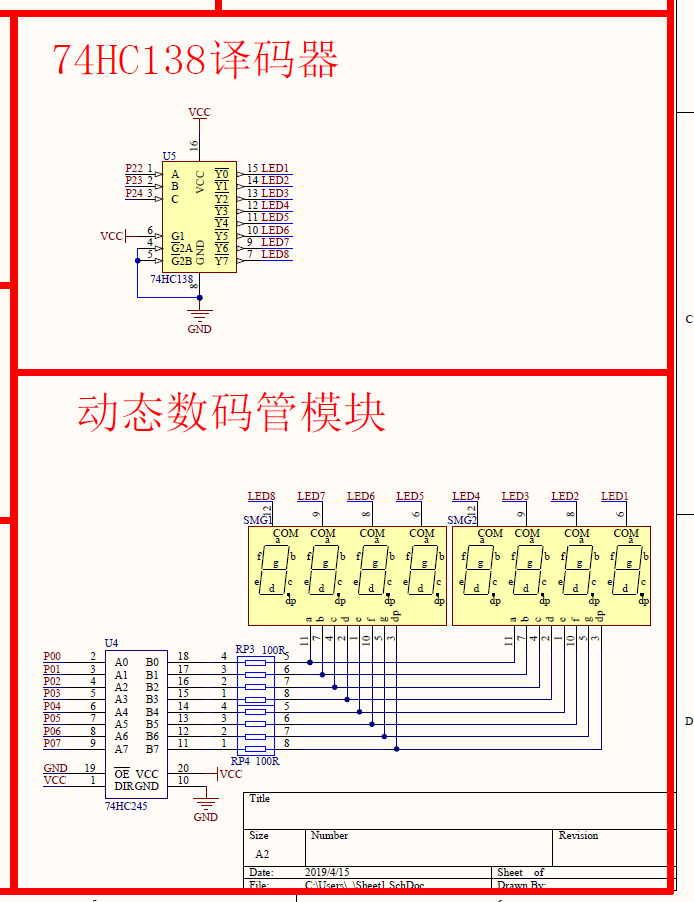 74HC138译码器
VCC
16
U5
P22 1 A VCC Y0 15 LED1
P23 2 B Y1 14 LED2
P24 3 C Y2 13 LED3
Y3 12 LED4
Y4 11 LED5
VCC 6 G1 Y5 10 LED6
4 G2A GND Y6 9 LED7
5 G2B Y7 7 LED8
74HC138 8
GND
C
动态数码管模块
LED8 LED7 LED6 LED5 LED4 LED3 LED2 LED1
12 9 8 6 12 9 8 6
SMG1 SMG2
COM COM COM COM COM COM COM COM
a a a a a a a a
f b f b f b f b f b f b f b f b
g g g g g g g g
e c e c e c e c e c e c e c e c
d d d d d d d d
dp dp dp dp dp dp dp dp
a b c d e f g dp a b c d e f g dp
11 7 4 2 1 10 5 3 11 7 4 2 1 10 5 3
U4 RP3 100R
P00 2 A0 B0 18 4 5
P01 3 A1 B1 17 3 6
P02 4 A2 B2 16 2 7
P03 5 A3 B3 15 1 8
P04 6 A4 B4 14 4 5
P05 7 A5 B5 13 3 6
P06 8 A6 B6 12 2 7
P07 9 A7 B7 11 1 8
RP4 100R
D
GND 19 OE VCC 20 VCC
VCC 1 DIR GND 10
74HC245
GND
Title
Size Number Revision
A2
Date: 2019/4/15 Sheet of
File: C:\Users\..\Sheet1.SchDoc Drawn By: